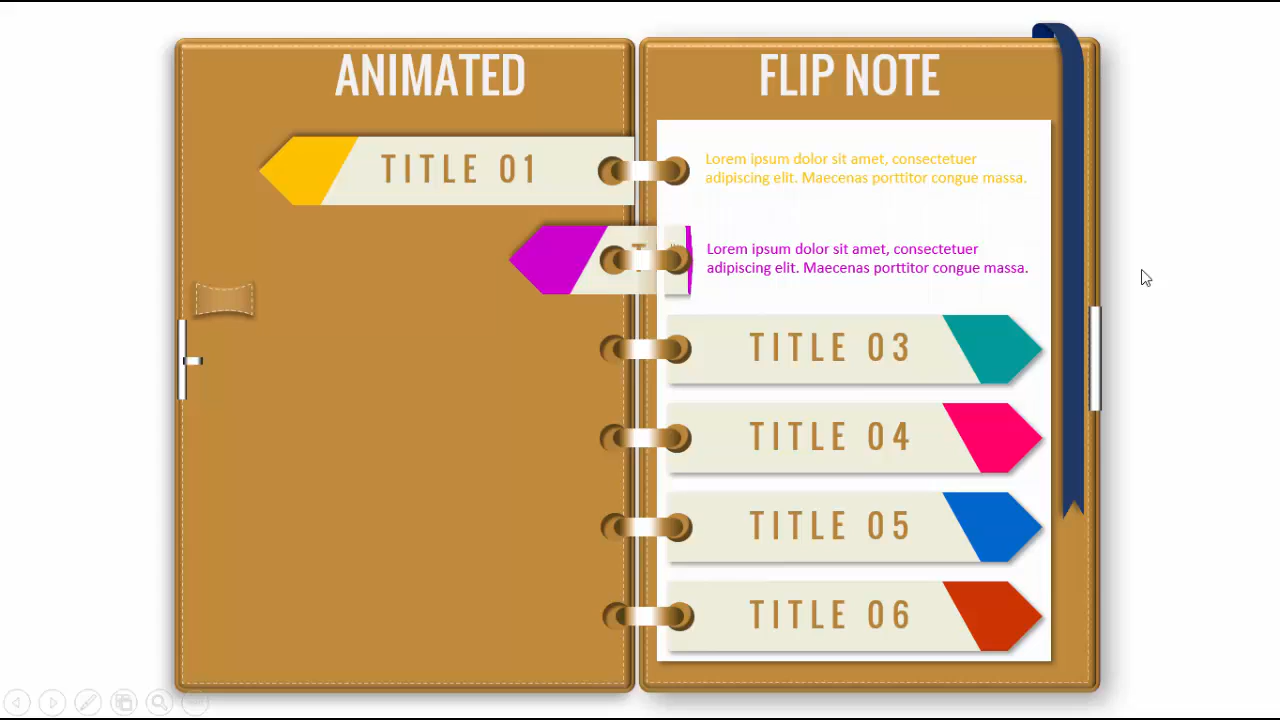 ANIMATED
FLIP NOTE
TITLE 01
Lorem ipsum dolor sit amet, consectetuer
adipiscing elit. Maecenas porttitor congue massa.
Lorem ipsum dolor sit amet, consectetuer
adipiscing elit. Maecenas porttitor congue massa.
TITLE 03
TITLE 04
TITLE 05
TITLE 06